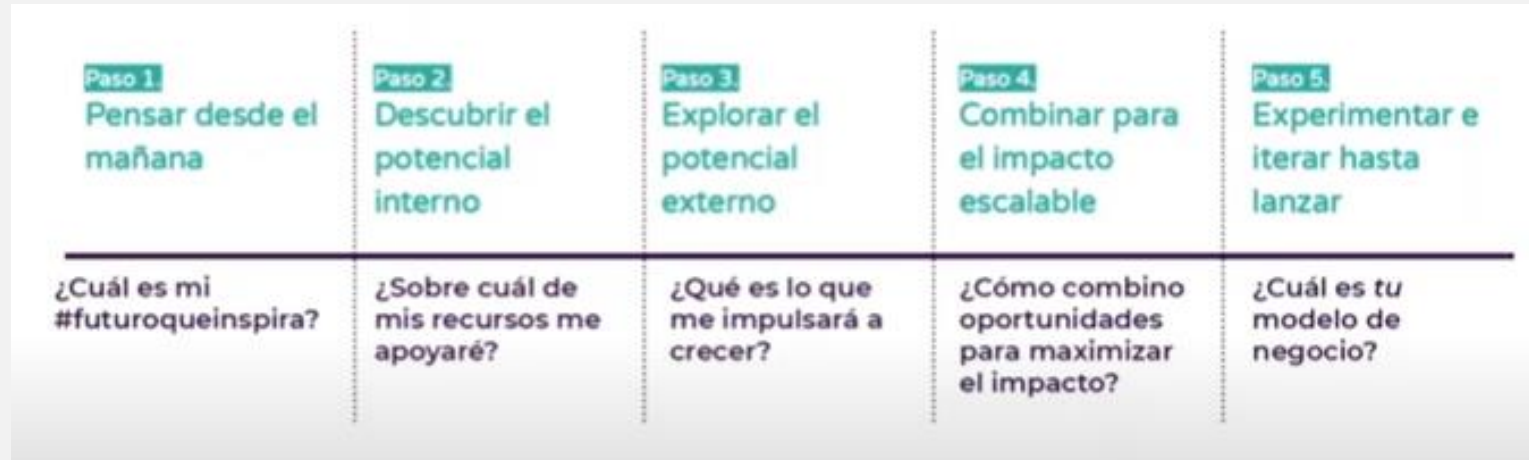 Paso 1.
Pensar desde el
mañana
¿Cuál es mi
#futuroqueinspira?
Paso 2.
Descubrir el
potencial
interno
¿Sobre cuál de
mis recursos me
apoyaré?
Paso 3.
Explorar el
potencial
externo
¿Qué es lo que
me impulsará a
crecer?
Paso 4.
Combinar para
el impacto
escalable
¿Cómo combino
oportunidades
para maximizar
el impacto?
Paso 5.
Experimentar e
iterar hasta
lanzar
¿Cuál es tu
modelo de
negocio?